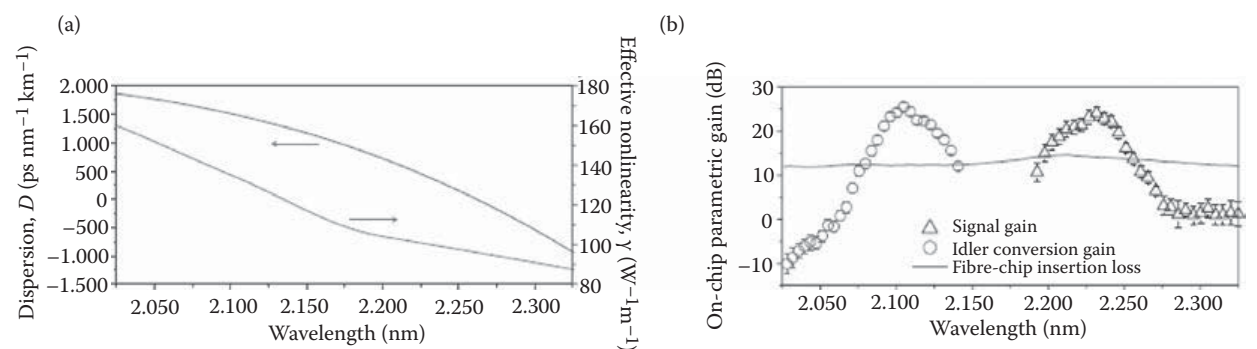 (a)
Dispersion, D (ps nm−1 km−1)
2.000
1.500
1.000
500
0
−500
−1.000
−1.500
180
160
140
120
100
80
Effective nonlinearity, γ (W−1m−1)
2.050 2.100 2.150 2.200 2.250 2.300
Wavelength (nm)
(b)
On-chip parametric gain (dB)
40
30
20
10
0
−10
Signal gain
Idler conversion gain
Fibre-chip insertion loss
2.050 2.100 2.150 2.200 2.250 2.300
Wavelength (nm)